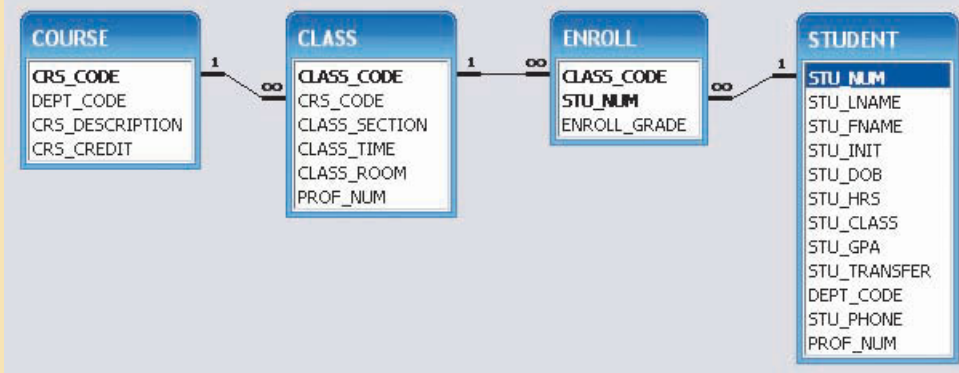 COURSE
CRS_CODE
DEPT_CODE
CRS_DESCRIPTION
CRS_CREDIT
1
∞
CLASS
CLASS_CODE
CRS_CODE
CLASS_SECTION
CLASS_TIME
CLASS_ROOM
PROF_NUM
1
∞
ENROLL
CLASS_CODE
STU_NUM
ENROLL_GRADE
∞
1
STUDENT
STU_NUM
STU_LNAME
STU_FNAME
STU_INIT
STU_DOB
STU_HRS
STU_CLASS
STU_GPA
STU_TRANSFER
DEPT_CODE
STU_PHONE
PROF_NUM